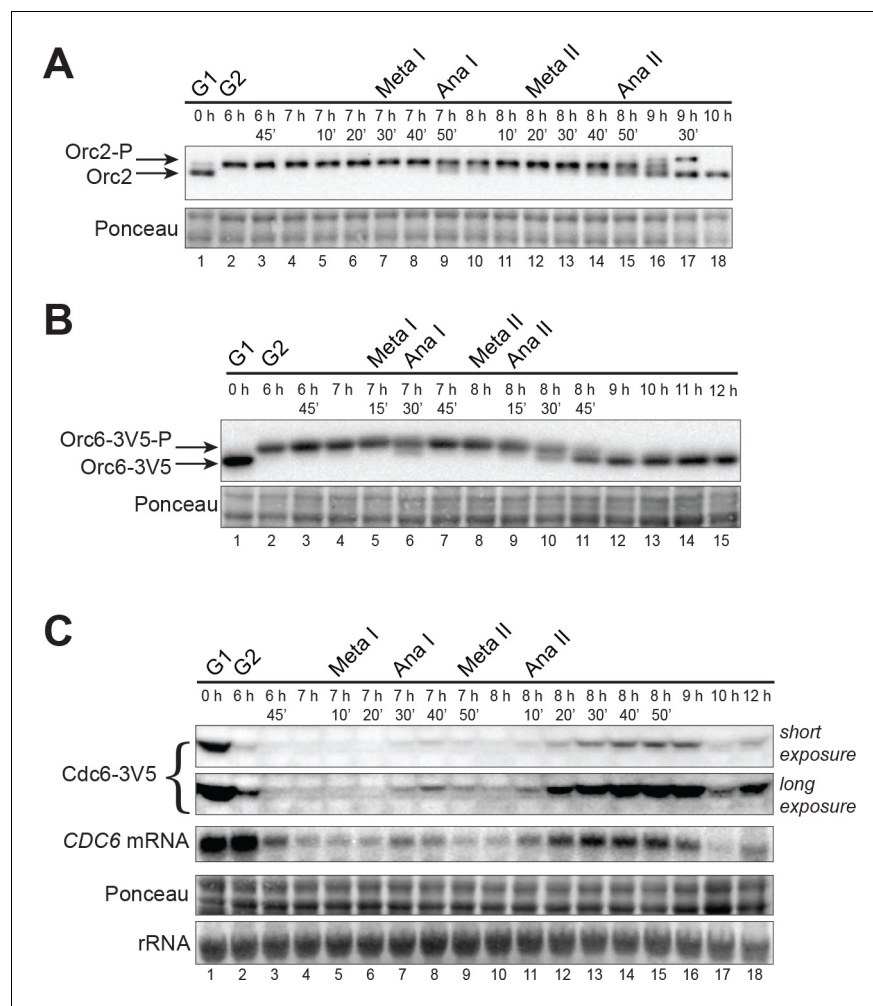 A
G1 G2 Meta I Ana I Meta II Ana II
0 h 6 h 6 h 7 h 7 h 7 h 7 h 7 h 7 h 8 h 8 h 8 h 8 h 8 h 8 h 9 h 9 h 10 h
45’ 10’ 20’ 30’ 40’ 50’ 10’ 20’ 30’ 40’ 50’ 30’
Orc2-P
Orc2
Ponceau
1 2 3 4 5 6 7 8 9 10 11 12 13 14 15 16 17 18
B
G1 G2 Meta I Ana I Meta II Ana II
0 h 6 h 6 h 7 h 7 h 7 h 7 h 8 h 8 h 8 h 8 h 9 h 10 h 11 h 12 h
45’ 15’ 30’ 45’ 15’ 30’ 45’
Orc6-3V5-P
Orc6-3V5
Ponceau
1 2 3 4 5 6 7 8 9 10 11 12 13 14 15
C
G1 G2 Meta I Ana I Meta II Ana II
0 h 6 h 6 h 7 h 7 h 7 h 7 h 7 h 7 h 8 h 8 h 8 h 8 h 8 h 8 h 9 h 10 h 12 h
45’ 10’ 20’ 30’ 40’ 50’ 10’ 20’ 30’ 40’ 50’
short
exposure
Cdc6-3V5
long
exposure
CDC6 mRNA
Ponceau
rRNA
1 2 3 4 5 6 7 8 9 10 11 12 13 14 15 16 17 18